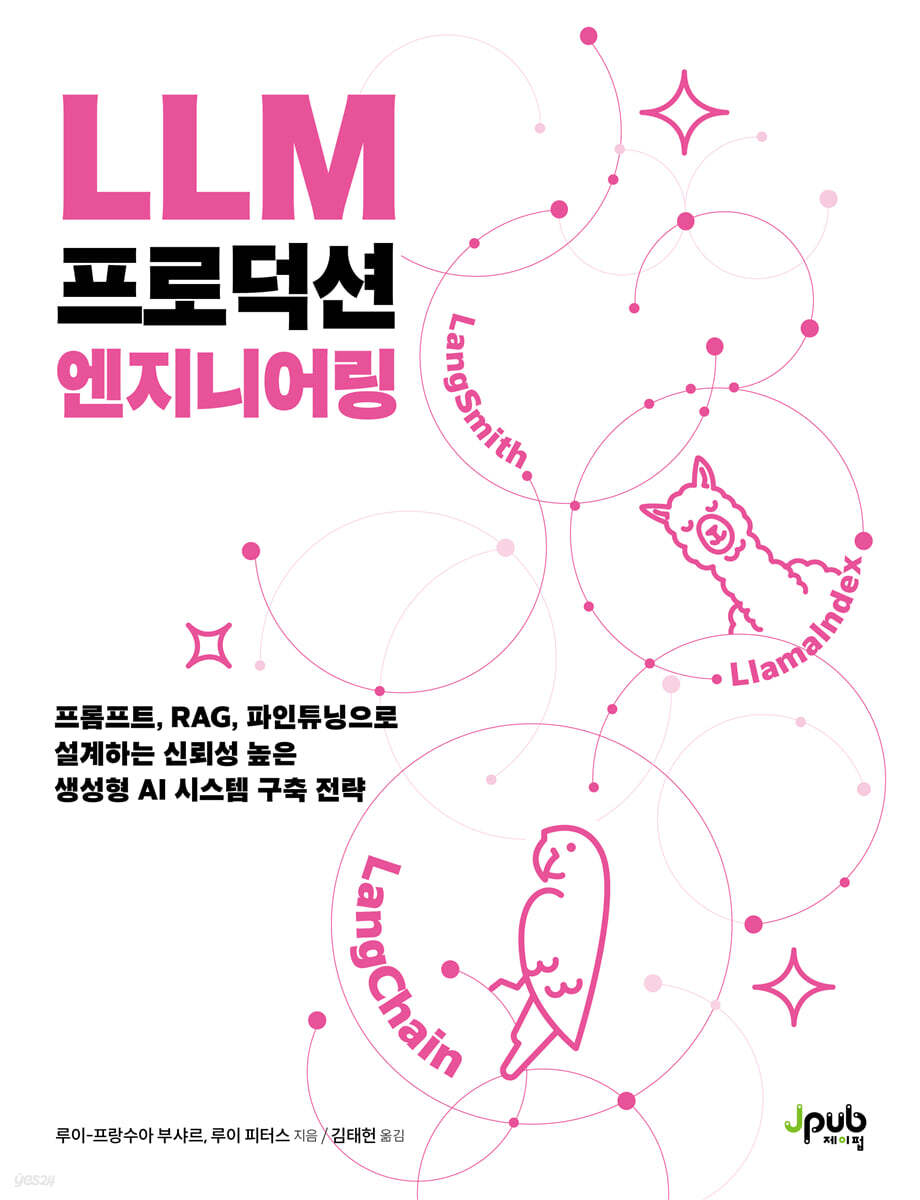 LLM
프로덕션
엔지니어링
LangSmith
LlamaIndex
프롬프트, RAG, 파인튜닝으로
설계하는 신뢰성 높은
생성형 AI 시스템 구축 전략
LangChain
루이-프랑수아 부샤르, 루이 피터스 지음 / 김태헌 옮김
Jpub
제이펍
yes24